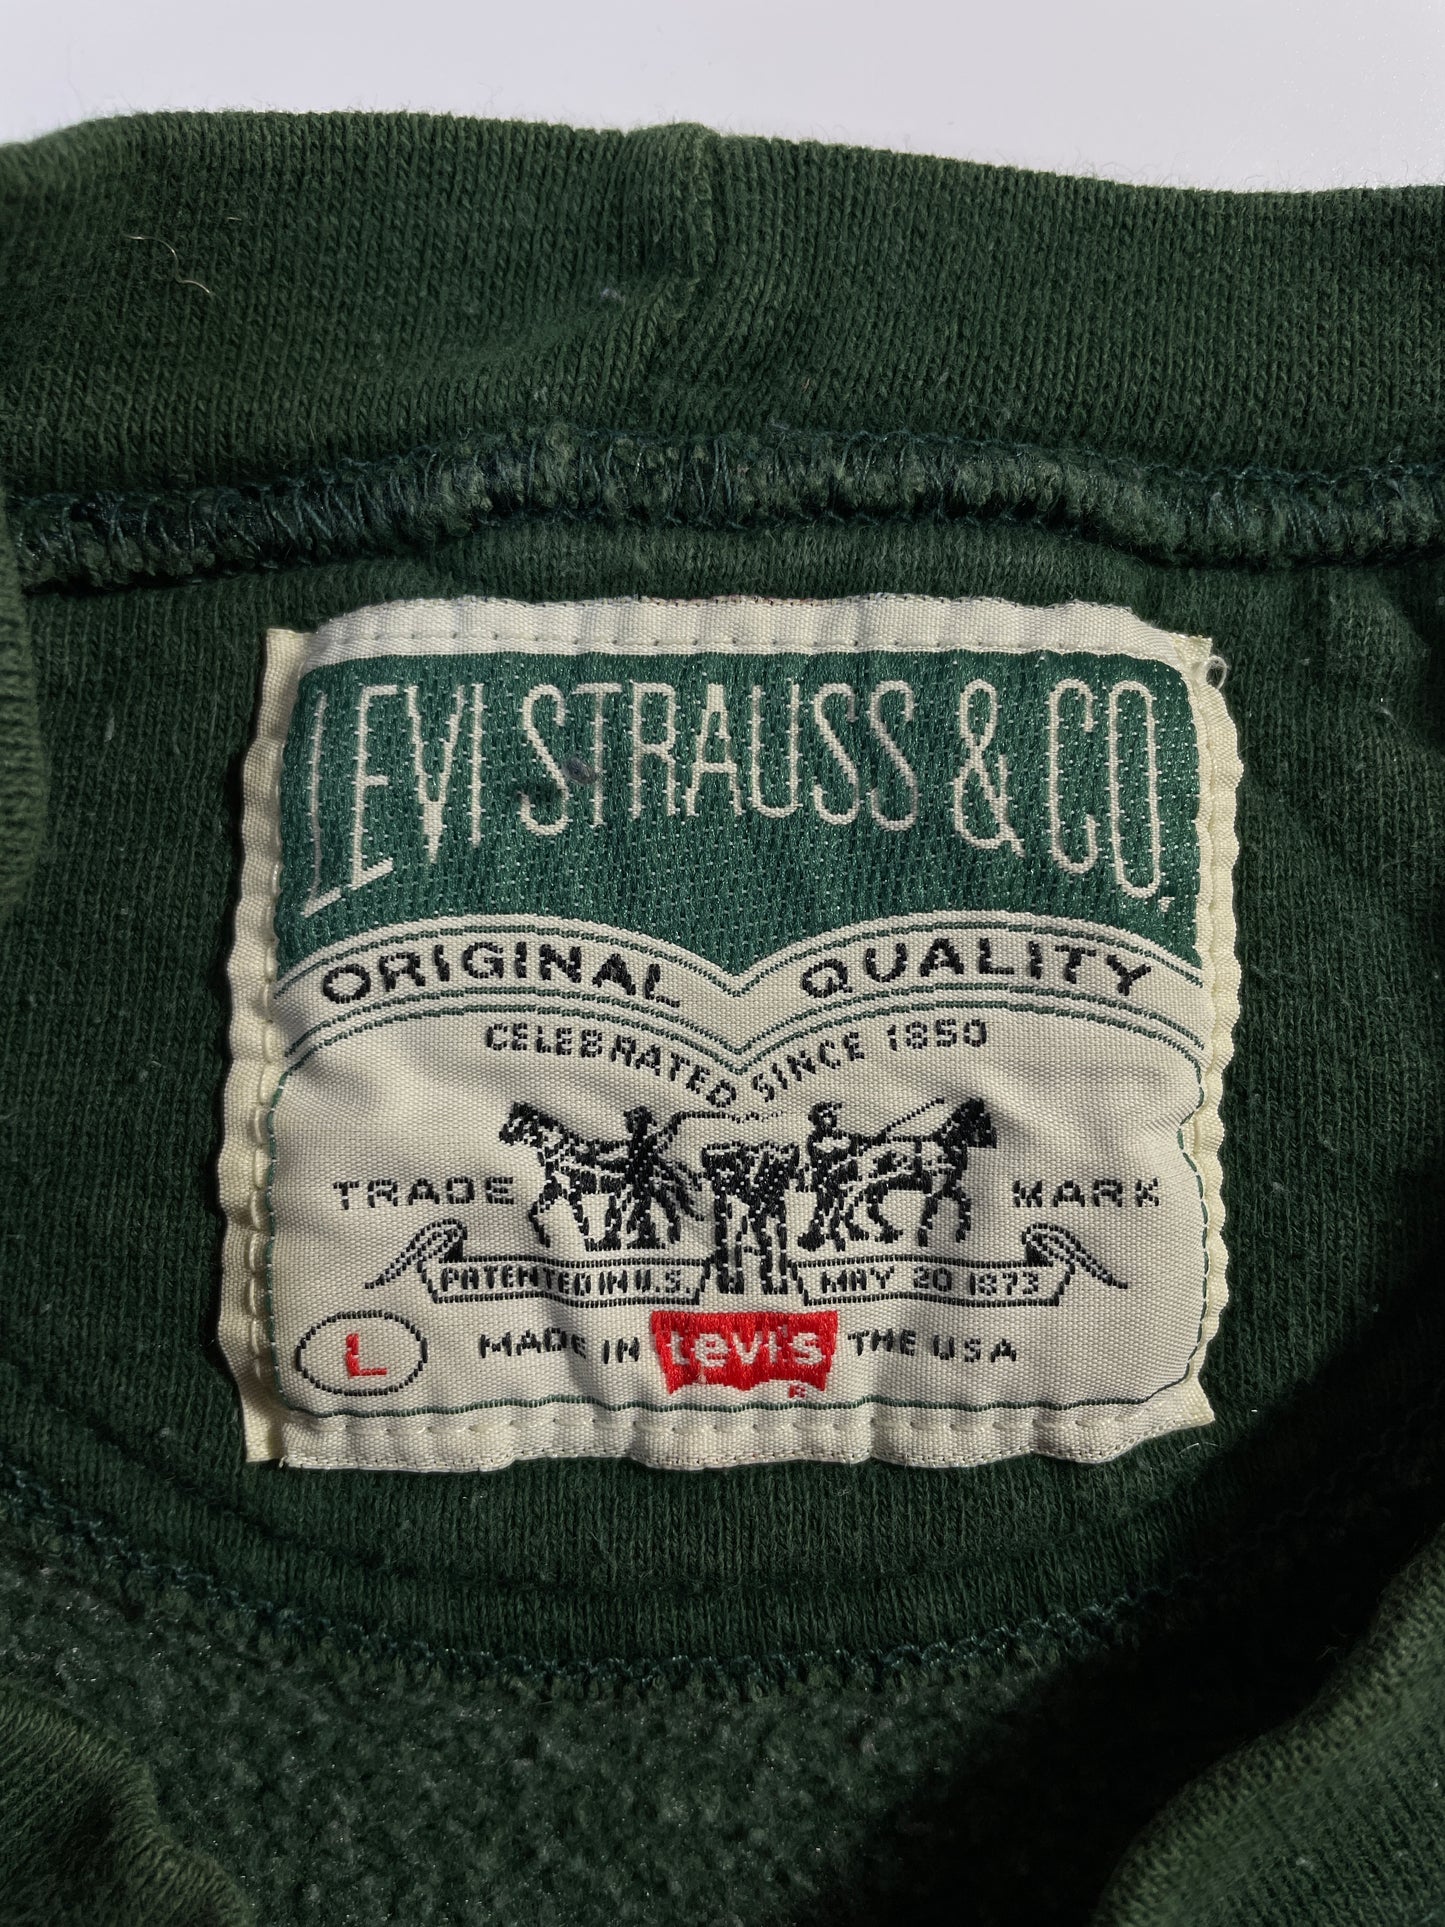 LEVI STRAUSS & CO.
ORIGINAL QUALITY
CELEBRATED SINCE 1850
TRADE MARK
PATENTED IN U.S. MAY 20 1873
L MADE IN Levi's THE USA
®